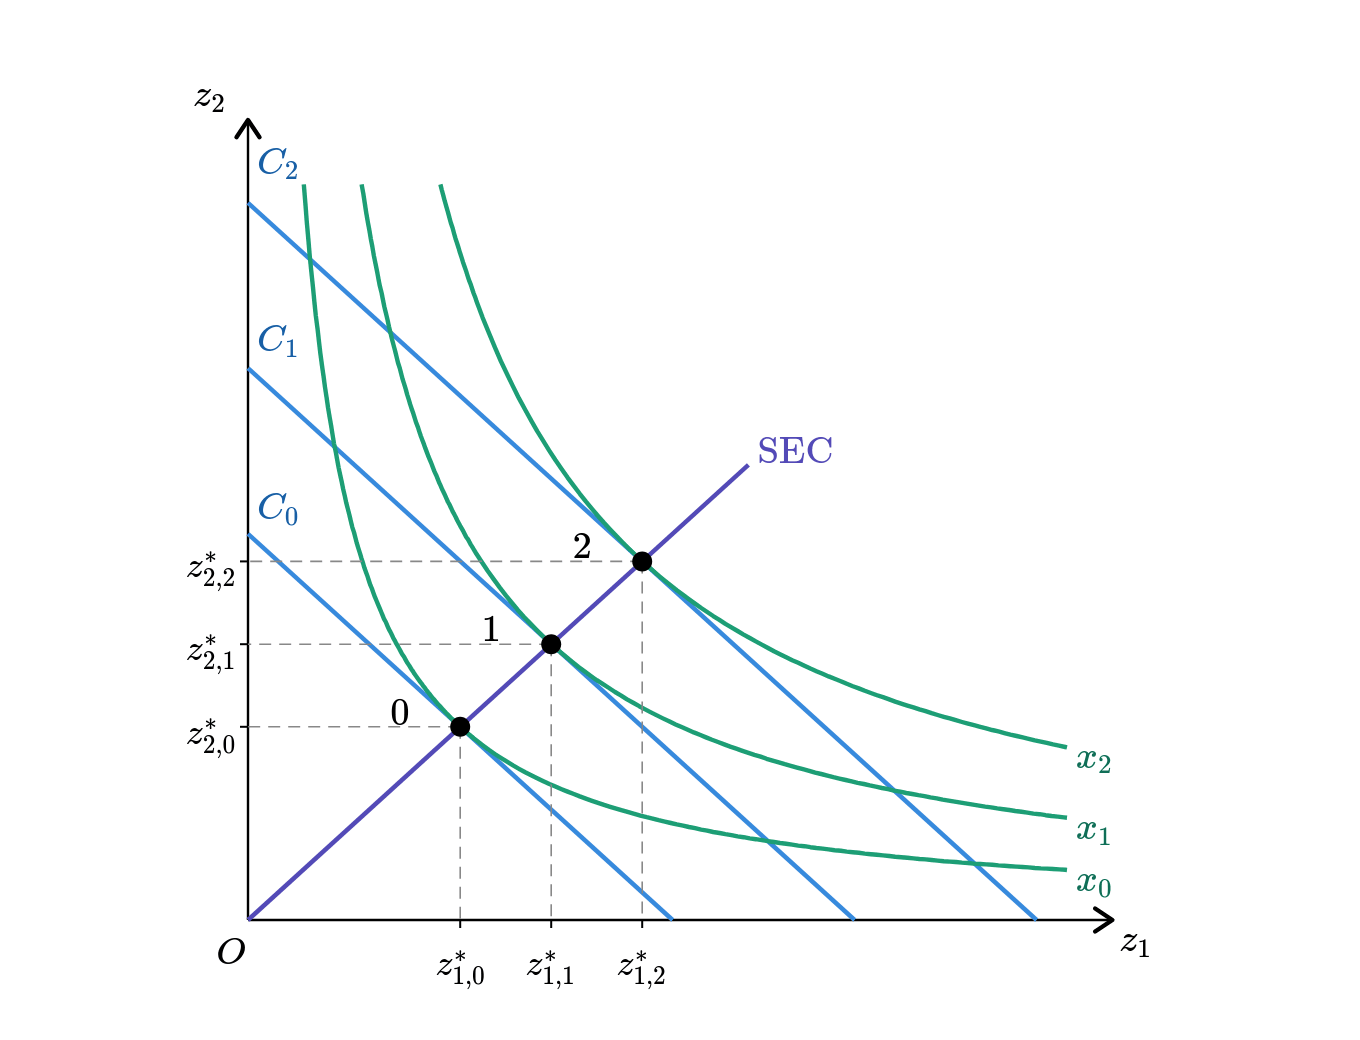 z₂
C₂
C₁
SEC
C₀
2
z*₂,₂
1
z*₂,₁
0
z*₂,₀
x₂
x₁
x₀
O
z₁
z*₁,₀
z*₁,₁
z*₁,₂